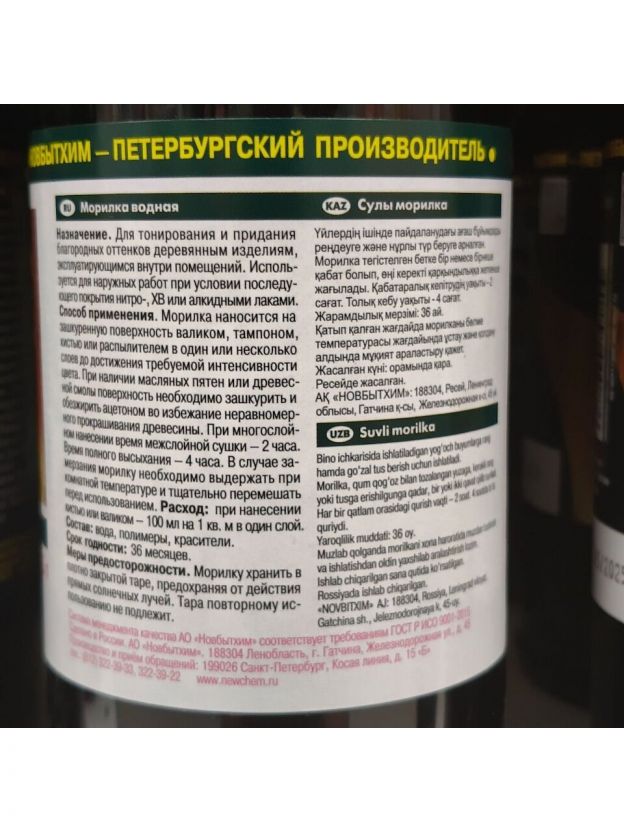 НОВБЫТХИМ – ПЕТЕРБУРГСКИЙ ПРОИЗВОДИТЕЛЬ •
RU Морилка водная
Назначение. Для тонирования и придания
благородных оттенков деревянным изделиям,
эксплуатирующимся внутри помещений. Исполь-
зуется для наружных работ при условии последу-
ющего покрытия нитро-, ХВ или алкидными лаками.
Способ применения. Морилка наносится на
зашкуренную поверхность валиком, тампоном,
кистью или распылителем в один или несколько
слоев до достижения требуемой интенсивности
цвета. При наличии масляных пятен или древес-
ной смолы поверхность необходимо зашкурить и
обезжирить ацетоном во избежание неравномер-
ного прокрашивания древесины. При многослой-
ном нанесении время межслойной сушки – 2 часа.
Время полного высыхания – 4 часа. В случае за-
мерзания морилку необходимо выдержать при
комнатной температуре и тщательно перемешать
перед использованием. Расход: при нанесении
кистью или валиком – 100 мл на 1 кв. м в один слой.
Состав: вода, полимеры, красители.
Срок годности: 36 месяцев.
Меры предосторожности. Морилку хранить в
плотно закрытой таре, предохраняя от действия
прямых солнечных лучей. Тара повторному ис-
пользованию не подлежит.
KAZ Сулы морилка
Үйлердің ішінде пайдаланудағы ағаш бұйымдарды
реңдеуге және нұрлы түр беруге арналған.
Морилка тегістелген бетке бір немесе бірнеше
қабат болып, өңі керекті қарқындылыққа жеткенше
жағылады. Қабатаралық кептірудің уақыты - 2
сағат. Толық кебу уақыты - 4 сағат.
Жарамдылық мерзімі: 36 ай.
Қатып қалған жағдайда морилканы бөлме
температурасы жағдайында ұстау және қолдану
алдында мұқият араластыру қажет.
Жасалған күні: орамында қара.
Ресейде жасалған.
АҚ «НОВБЫТХИМ»: 188304, Ресей, Ленинград
облысы, Гатчина қ-сы, Железнодорожная к-сі, 45 үй
UZB Suvli morilka
Bino ichkarisida ishlatiladigan yog'och buyumlarga rang
hamda go'zal tus berish uchun ishlatiladi.
Morilka, qum qog'oz bilan tozalangan yuzaga, kerakli rang
yoki tusga erishilgunga qadar, bir yoki ikki qavat qilib surtiladi.
Har bir qatlam orasidagi qurish vaqti – 2 soat. 4 soatda to'la
quriydi.
Yaroqlilik muddati: 36 oy.
Muzlab qolganda morilkani xona haroratida muzdan tushirish
va ishlatishdan oldin yaxshilab aralashtirish lozim.
Ishlab chiqarilgan sana qutida ko'rsatilgan.
Rossiyada ishlab chiqarilgan.
«NOVBITXIM» AJ: 188304, Rossiya, Leningrad viloyati,
Gatchina sh., Jeleznodorojnaya k, 45-uy.
Система менеджмента качества АО «Новбытхим» соответствует требованиям ГОСТ Р ИСО 9001-2015
Сделано в России. АО «Новбытхим». 188304 Ленобласть, г. Гатчина, Железнодорожная ул., д. 45
Производство и приём обращений: 199026 Санкт-Петербург, Косая линия, д. 15 «Б»
тел. (812) 322-39-33, 322-39-22 www.newchem.ru